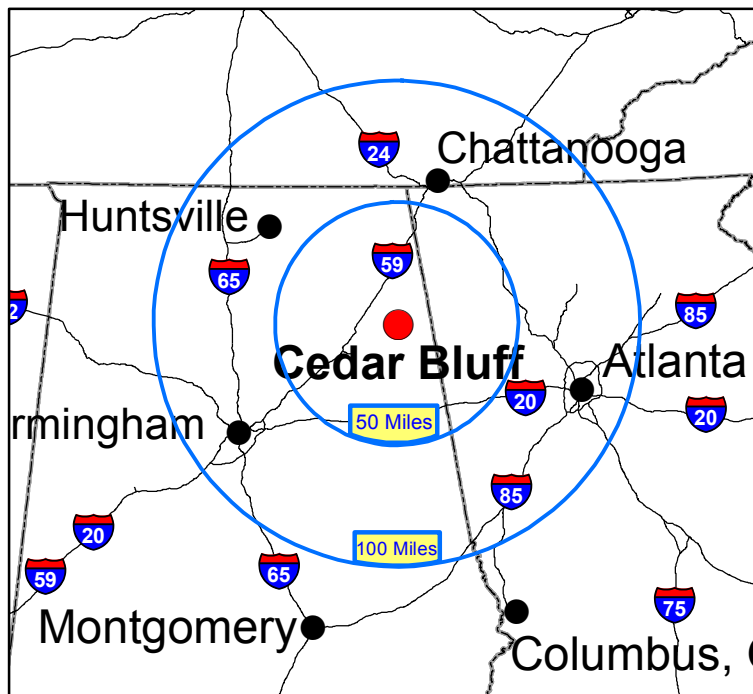 24
Chattanooga
Huntsville
59
65
2
85
Cedar Bluff
Atlanta
20
20
rmingham
50 Miles
85
20
100 Miles
59
65
75
Montgomery
Columbus,